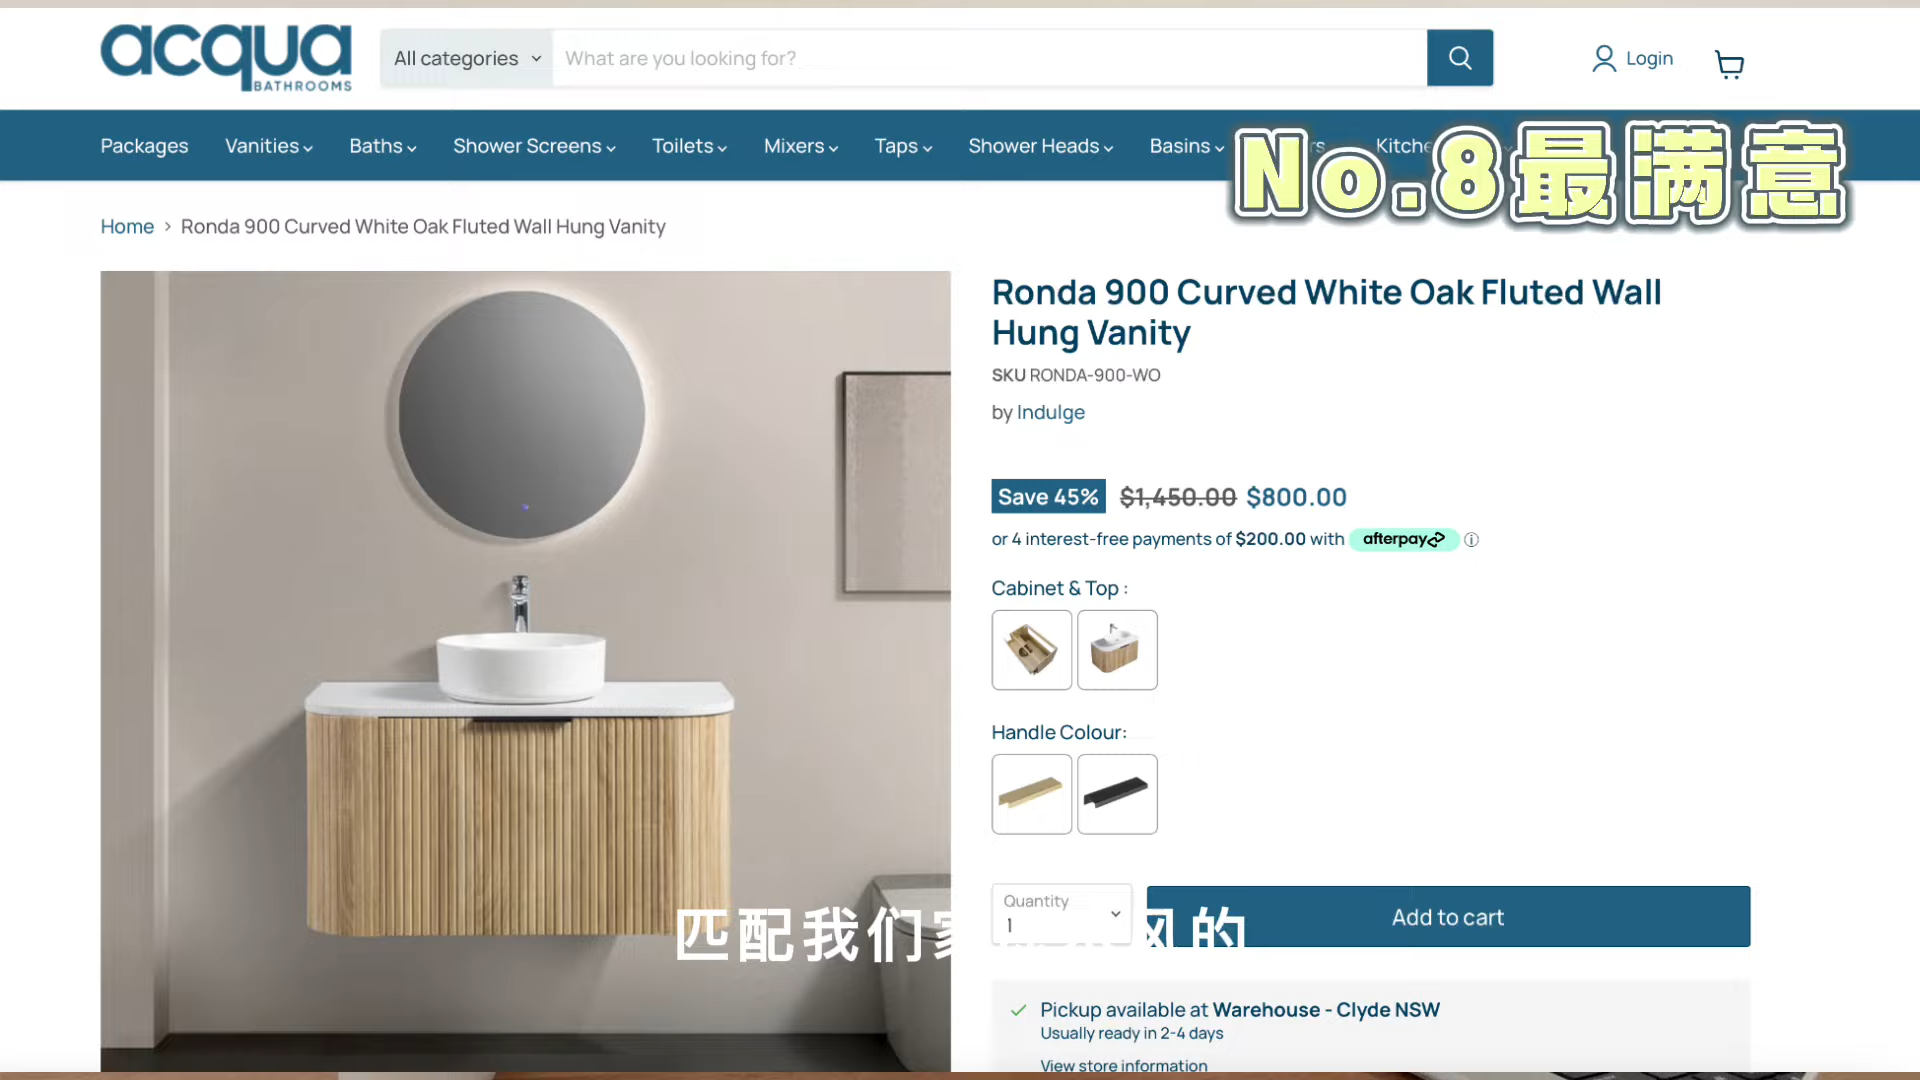 acqua
BATHROOMS
All categories
What are you looking for?
Login
Packages
Vanities
Baths
Shower Screens
Toilets
Mixers
Taps
Shower Heads
Basins
No.8最满意
Home > Ronda 900 Curved White Oak Fluted Wall Hung Vanity
Ronda 900 Curved White Oak Fluted Wall
Hung Vanity
SKU RONDA-900-WO
by Indulge
Save 45% $1,450.00 $800.00
or 4 interest-free payments of $200.00 with afterpay
Cabinet & Top :
Handle Colour:
Quantity
1
Add to cart
匹配我们家 风的
Pickup available at Warehouse - Clyde NSW
Usually ready in 2-4 days
View store information